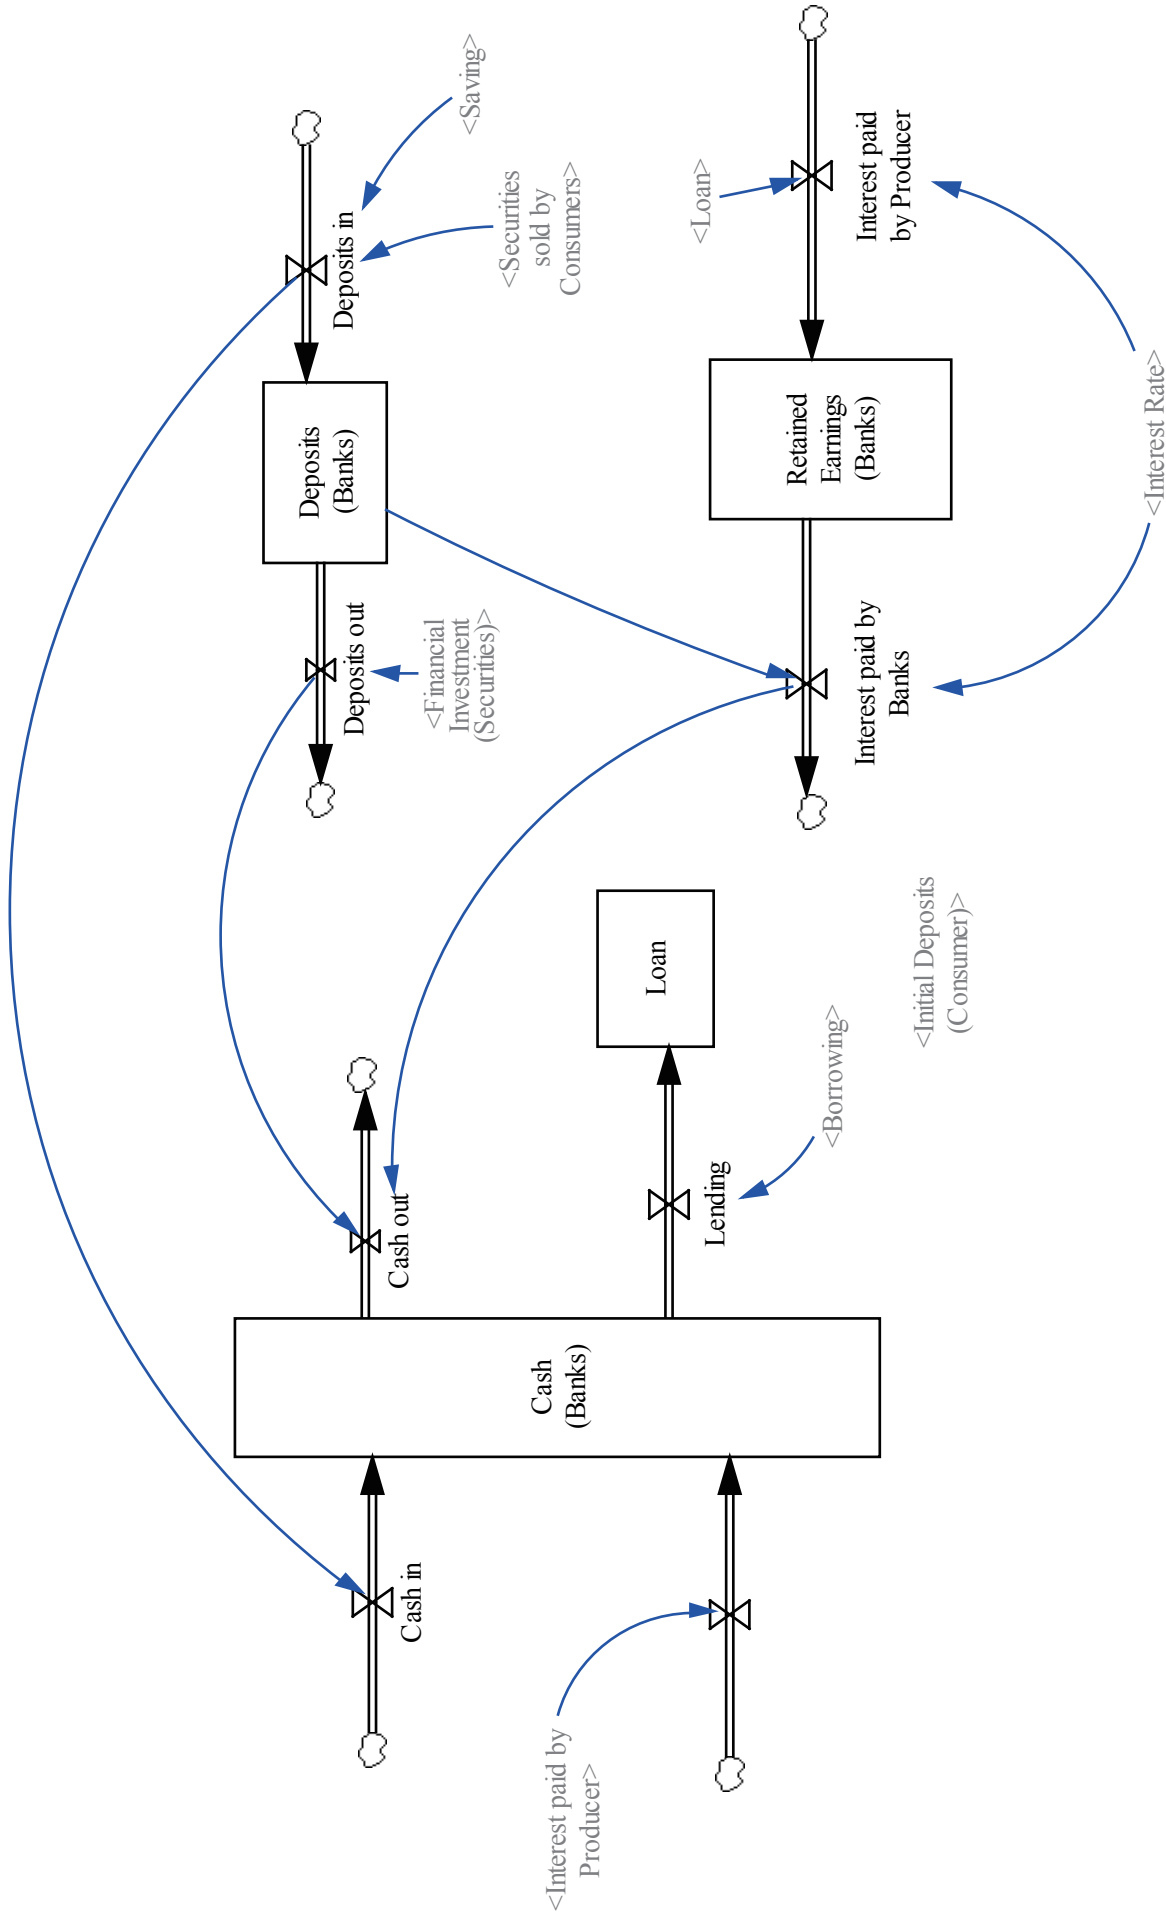 Cash in
<Interest paid by
Producer>
Cash
(Banks)
Cash out
Lending
<Borrowing>
Loan
<Initial Deposits
(Consumer)>
Deposits out
<Financial
Investment
(Securities)>
Deposits
(Banks)
Deposits in
<Saving>
<Securities
sold by
Consumers>
Interest paid by
Banks
Retained
Earnings
(Banks)
<Loan>
Interest paid
by Producer
<Interest Rate>